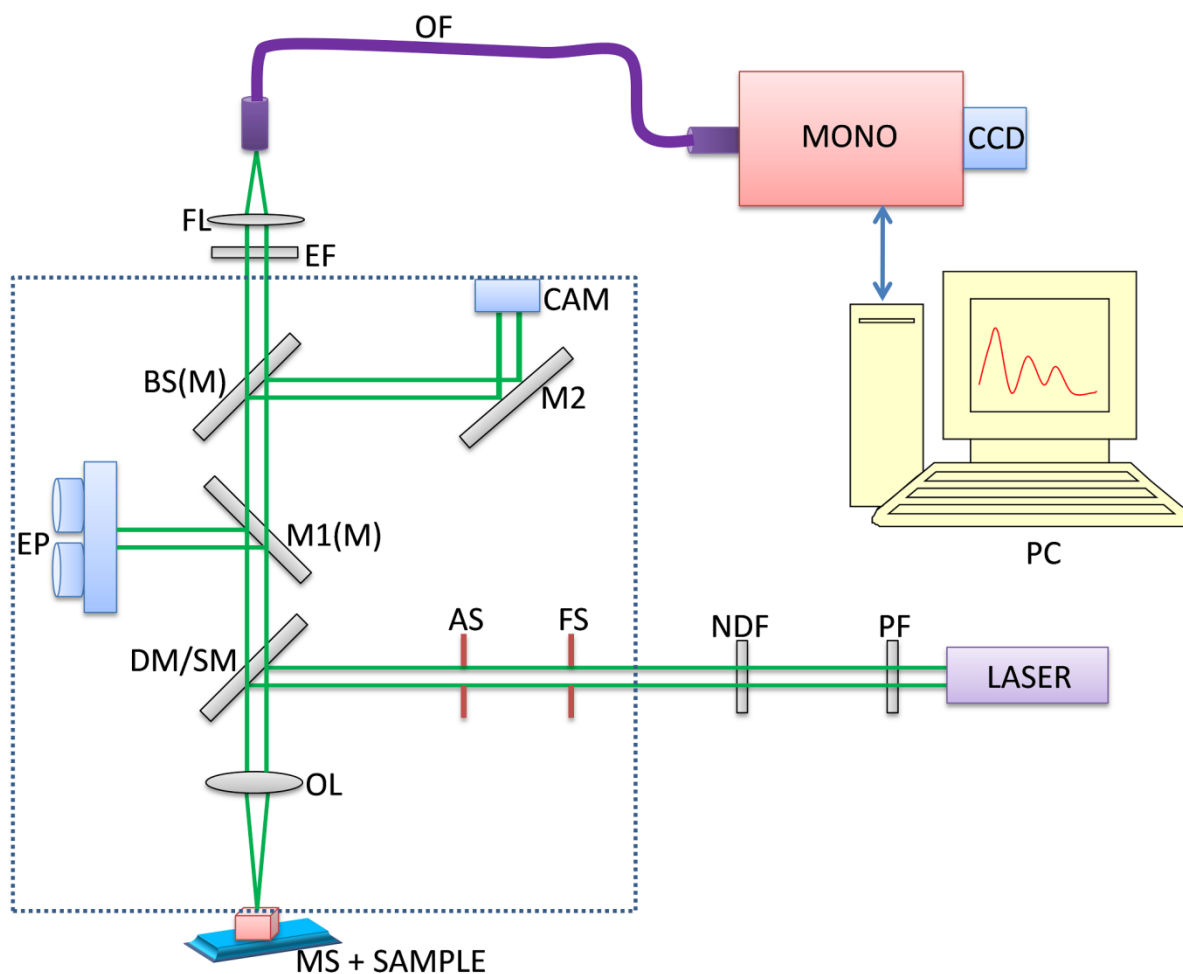 OF
MONO
CCD
FL
EF
CAM
BS(M)
M2
M1(M)
EP
PC
AS
FS
NDF
PF
DM/SM
LASER
OL
MS + SAMPLE